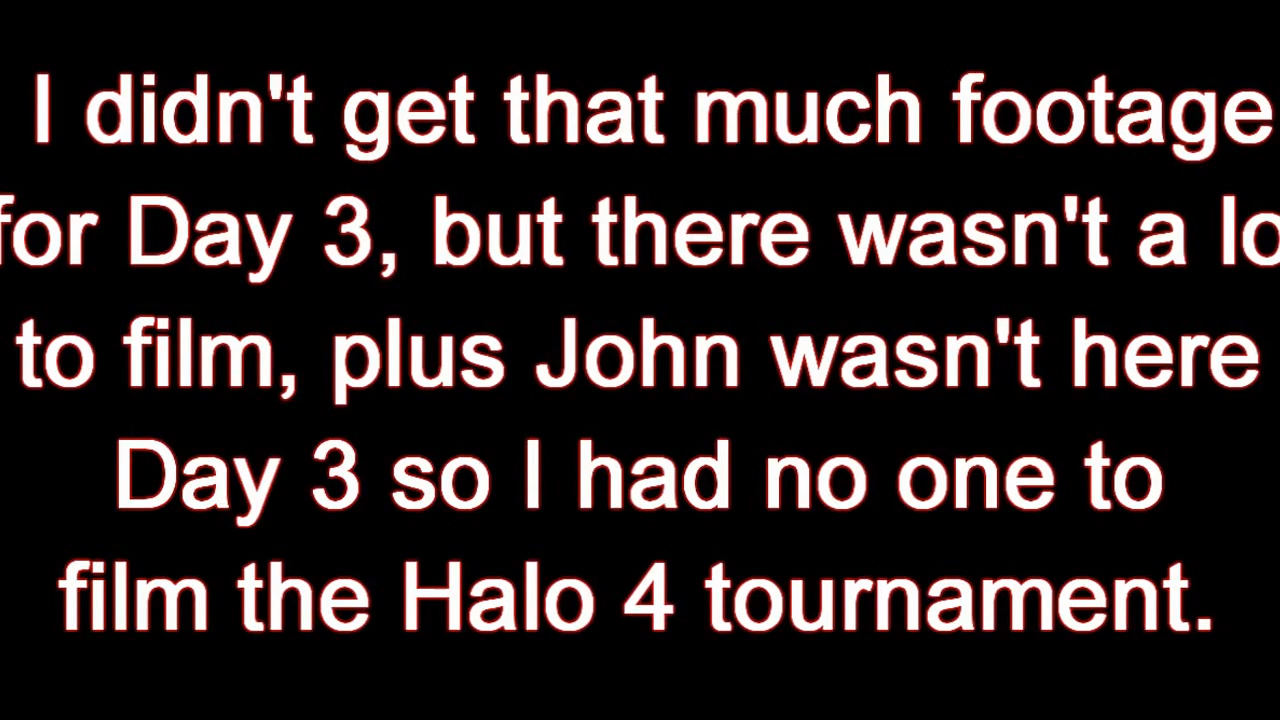 I didn't get that much footage
for Day 3, but there wasn't a lo
to film, plus John wasn't here
Day 3 so I had no one to
film the Halo 4 tournament.